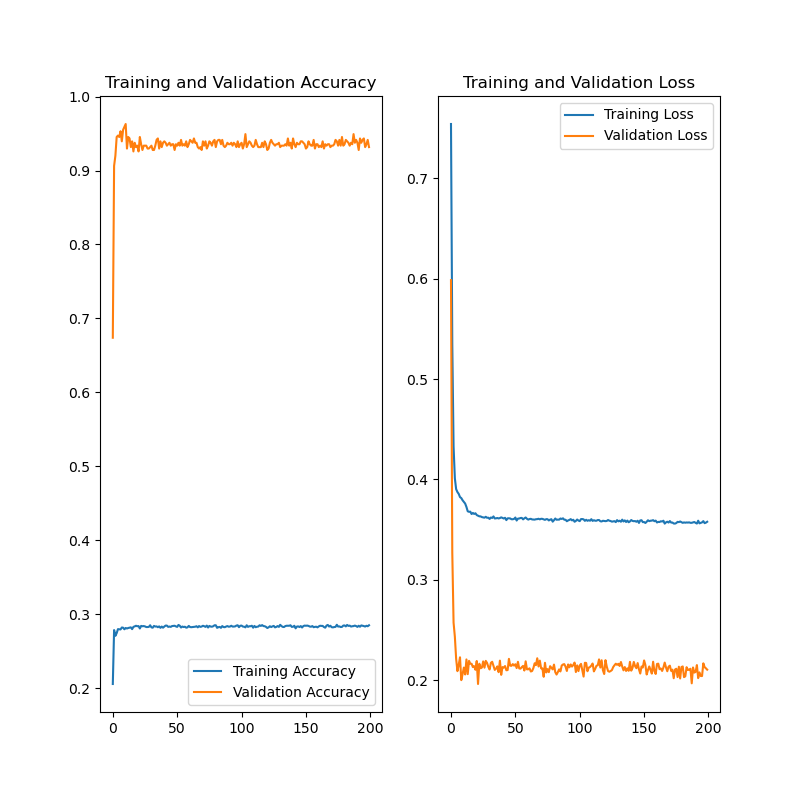 Training and Validation Accuracy
1.0
0.9
0.8
0.7
0.6
0.5
0.4
0.3
0.2
0 50 100 150 200
Training Accuracy
Validation Accuracy
Training and Validation Loss
Training Loss
Validation Loss
0.7
0.6
0.5
0.4
0.3
0.2
0 50 100 150 200